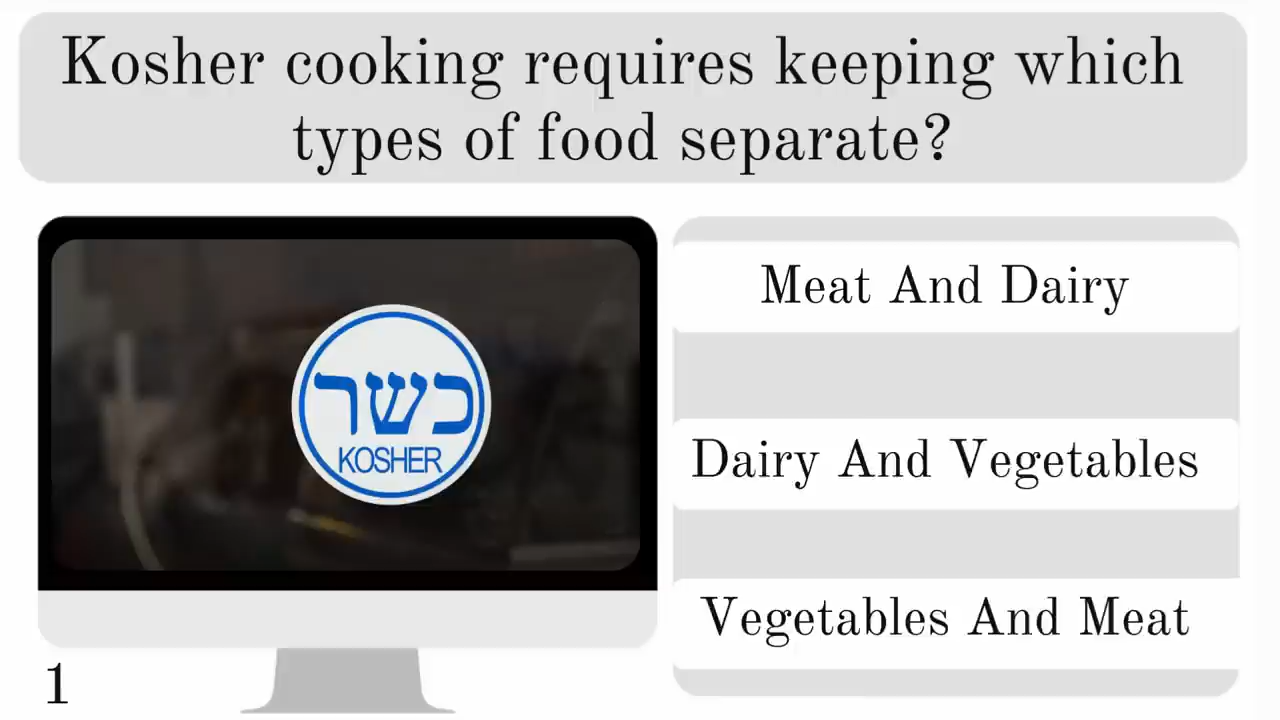 Kosher cooking requires keeping which
types of food separate?
Meat And Dairy
כשר
KOSHER
Dairy And Vegetables
Vegetables And Meat
1